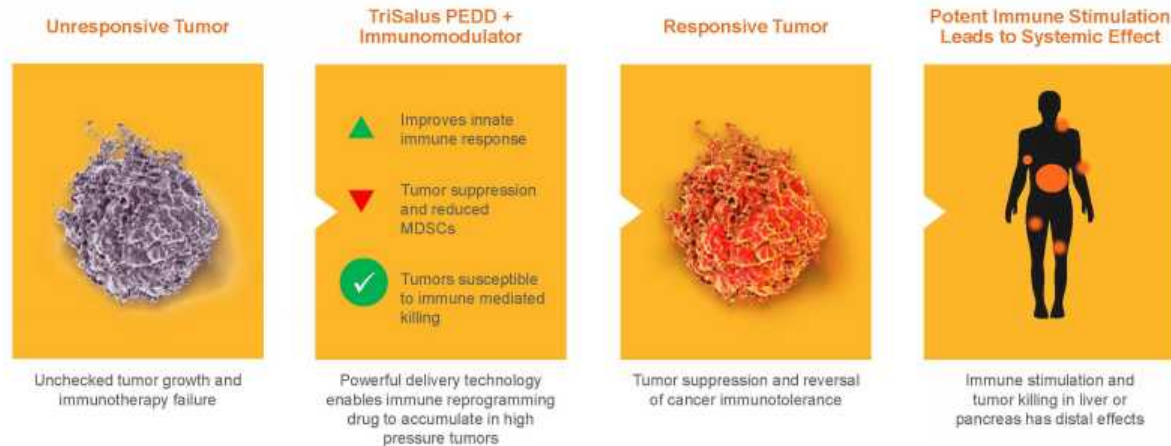 Unresponsive Tumor
Unchecked tumor growth and
immunotherapy failure
TriSalus PEDD +
Immunomodulator
Improves innate
immune response
Tumor suppression
and reduced
MDSCs
Tumors susceptible
to immune mediated
killing
Powerful delivery technology
enables immune reprogramming
drug to accumulate in high
pressure tumors
Responsive Tumor
Tumor suppression and reversal
of cancer immunotolerance
Potent Immune Stimulation
Leads to Systemic Effect
Immune stimulation and
tumor killing in liver or
pancreas has distal effects